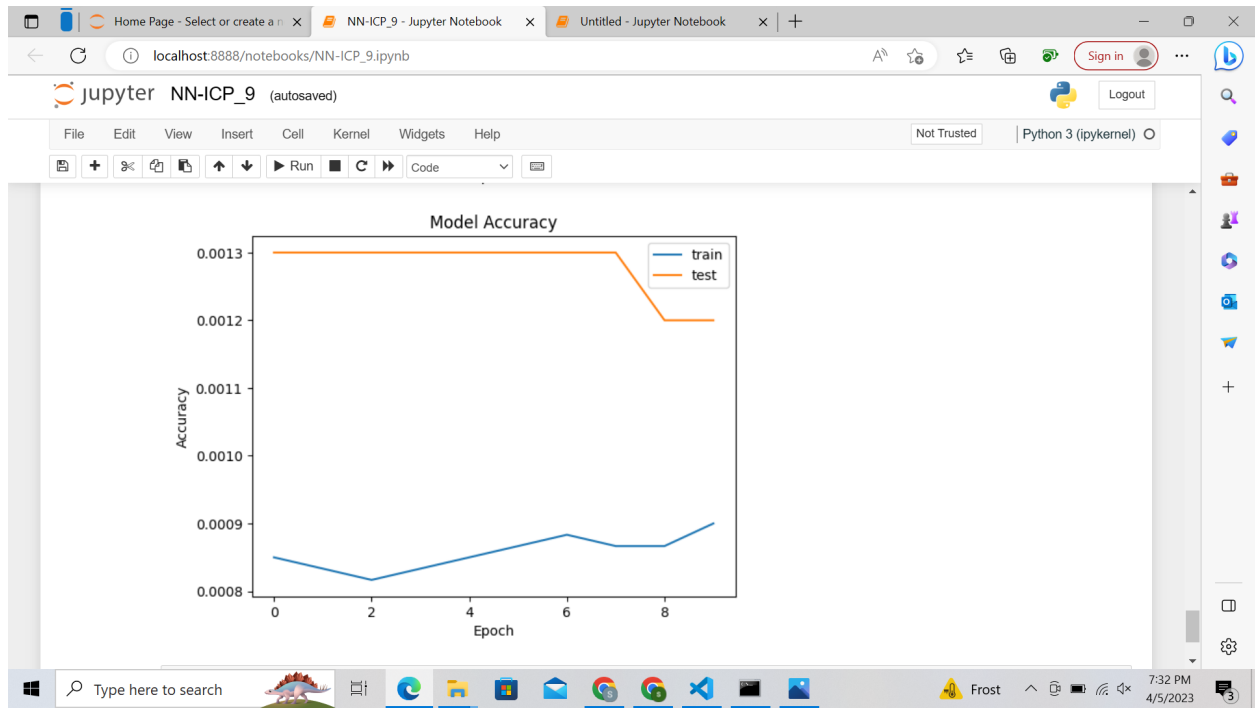 Home Page - Select or create a n
NN-ICP_9 - Jupyter Notebook
Untitled - Jupyter Notebook
localhost:8888/notebooks/NN-ICP_9.ipynb
Sign in
jupyter NN-ICP_9 (autosaved)
Logout
File Edit View Insert Cell Kernel Widgets Help
Not Trusted
Python 3 (ipykernel)
Run
Code
Model Accuracy
train
test
0.0013
0.0012
0.0011
0.0010
0.0009
0.0008
Accuracy
0 2 4 6 8
Epoch
Type here to search
Frost
7:32 PM
4/5/2023
3